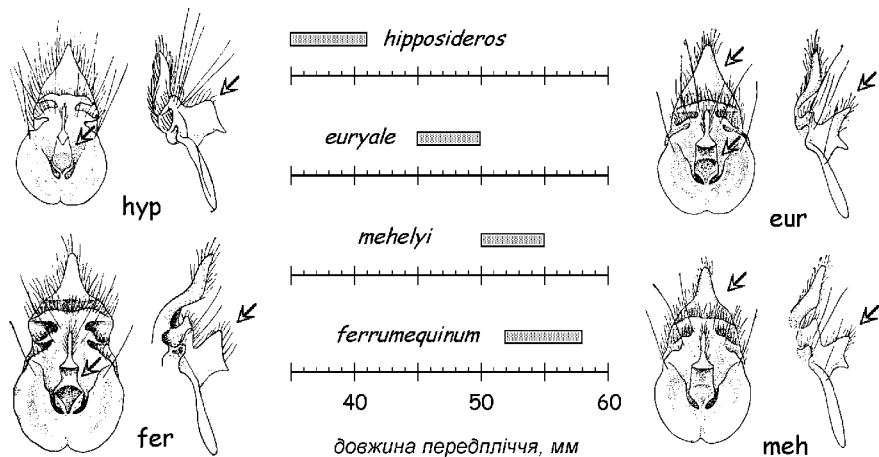 hipposideros
euryale
hyp
eur
mehelyi
ferrumequinum
40 50 60
fer
meh
довжина передпліччя, мм